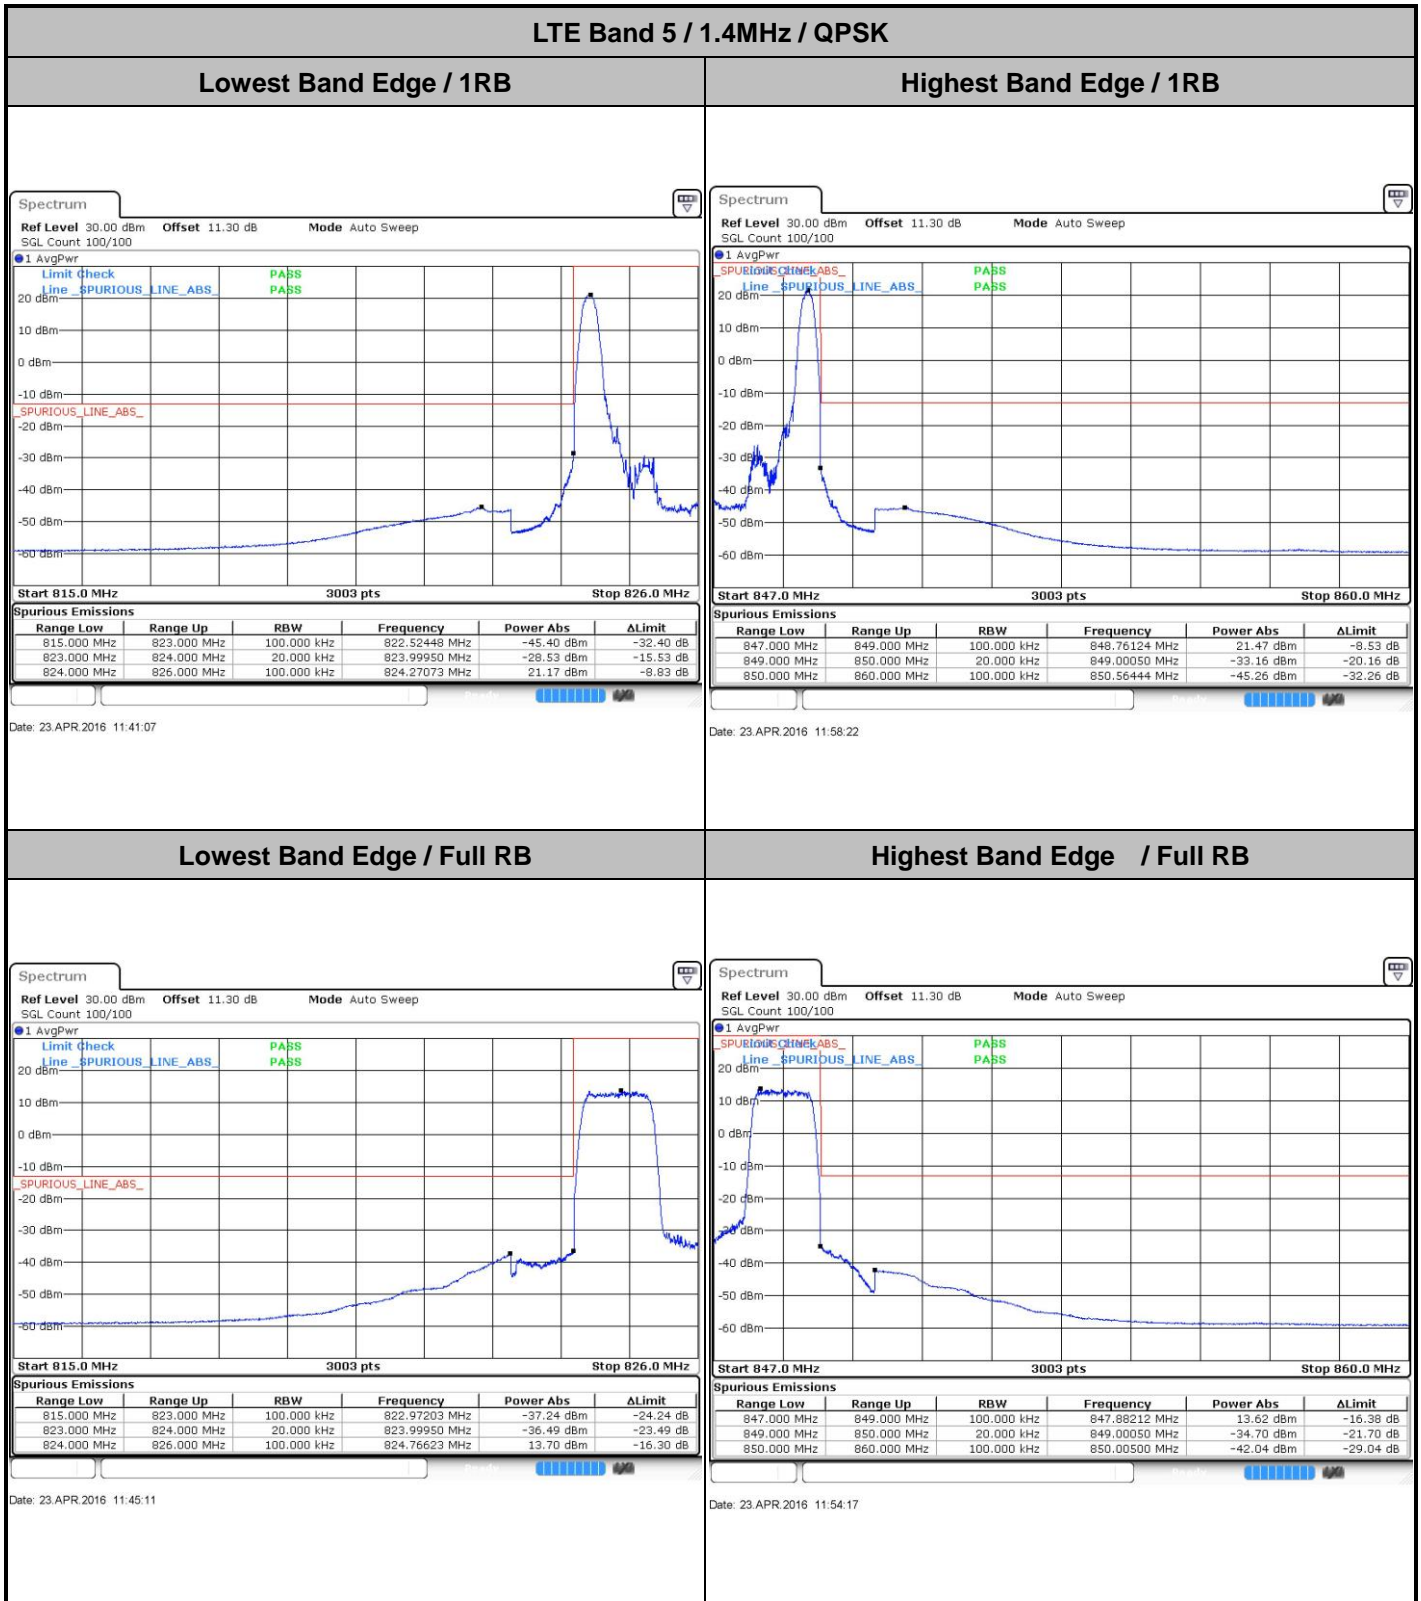 LTE Band 5 / 1.4MHz / QPSK
Lowest Band Edge / 1RB
Highest Band Edge / 1RB
Spectrum
Ref Level 30.00 dBm Offset 11.30 dB Mode Auto Sweep
SGL Count 100/100
1 AvgPwr
Limit Check PASS
Line _SPURIOUS_LINE_ABS_ PASS
20 dBm
10 dBm
0 dBm
-10 dBm
_SPURIOUS_LINE_ABS_
-20 dBm
-30 dBm
-40 dBm
-50 dBm
-60 dBm
Start 815.0 MHz 3003 pts Stop 826.0 MHz
Spurious Emissions
Range Low Range Up RBW Frequency Power Abs ΔLimit
815.000 MHz 823.000 MHz 100.000 kHz 822.52448 MHz -45.40 dBm -32.40 dB
823.000 MHz 824.000 MHz 20.000 kHz 823.99950 MHz -28.53 dBm -15.53 dB
824.000 MHz 826.000 MHz 100.000 kHz 824.27073 MHz 21.17 dBm -8.83 dB
Ready
Date: 23.APR.2016 11:41:07
Spectrum
Ref Level 30.00 dBm Offset 11.30 dB Mode Auto Sweep
SGL Count 100/100
1 AvgPwr
_SPURIOUS_LINE_ABS_
Limit Check PASS
Line _SPURIOUS_LINE_ABS_ PASS
20 dBm
10 dBm
0 dBm
-10 dBm
-20 dBm
-30 dBm
-40 dBm
-50 dBm
-60 dBm
Start 847.0 MHz 3003 pts Stop 860.0 MHz
Spurious Emissions
Range Low Range Up RBW Frequency Power Abs ΔLimit
847.000 MHz 849.000 MHz 100.000 kHz 848.76124 MHz 21.47 dBm -8.53 dB
849.000 MHz 850.000 MHz 20.000 kHz 849.00050 MHz -33.16 dBm -20.16 dB
850.000 MHz 860.000 MHz 100.000 kHz 850.56444 MHz -45.26 dBm -32.26 dB
Ready
Date: 23.APR.2016 11:58:22
Lowest Band Edge / Full RB
Highest Band Edge / Full RB
Spectrum
Ref Level 30.00 dBm Offset 11.30 dB Mode Auto Sweep
SGL Count 100/100
1 AvgPwr
Limit Check PASS
Line _SPURIOUS_LINE_ABS_ PASS
20 dBm
10 dBm
0 dBm
-10 dBm
_SPURIOUS_LINE_ABS_
-20 dBm
-30 dBm
-40 dBm
-50 dBm
-60 dBm
Start 815.0 MHz 3003 pts Stop 826.0 MHz
Spurious Emissions
Range Low Range Up RBW Frequency Power Abs ΔLimit
815.000 MHz 823.000 MHz 100.000 kHz 822.97203 MHz -37.24 dBm -24.24 dB
823.000 MHz 824.000 MHz 20.000 kHz 823.99950 MHz -36.49 dBm -23.49 dB
824.000 MHz 826.000 MHz 100.000 kHz 824.76623 MHz 13.70 dBm -16.30 dB
Ready
Date: 23.APR.2016 11:45:11
Spectrum
Ref Level 30.00 dBm Offset 11.30 dB Mode Auto Sweep
SGL Count 100/100
1 AvgPwr
_SPURIOUS_LINE_ABS_
Limit Check PASS
Line _SPURIOUS_LINE_ABS_ PASS
20 dBm
10 dBm
0 dBm
-10 dBm
-20 dBm
-30 dBm
-40 dBm
-50 dBm
-60 dBm
Start 847.0 MHz 3003 pts Stop 860.0 MHz
Spurious Emissions
Range Low Range Up RBW Frequency Power Abs ΔLimit
847.000 MHz 849.000 MHz 100.000 kHz 847.88212 MHz 13.62 dBm -16.38 dB
849.000 MHz 850.000 MHz 20.000 kHz 849.00050 MHz -34.70 dBm -21.70 dB
850.000 MHz 860.000 MHz 100.000 kHz 850.00500 MHz -42.04 dBm -29.04 dB
Ready
Date: 23.APR.2016 11:54:17